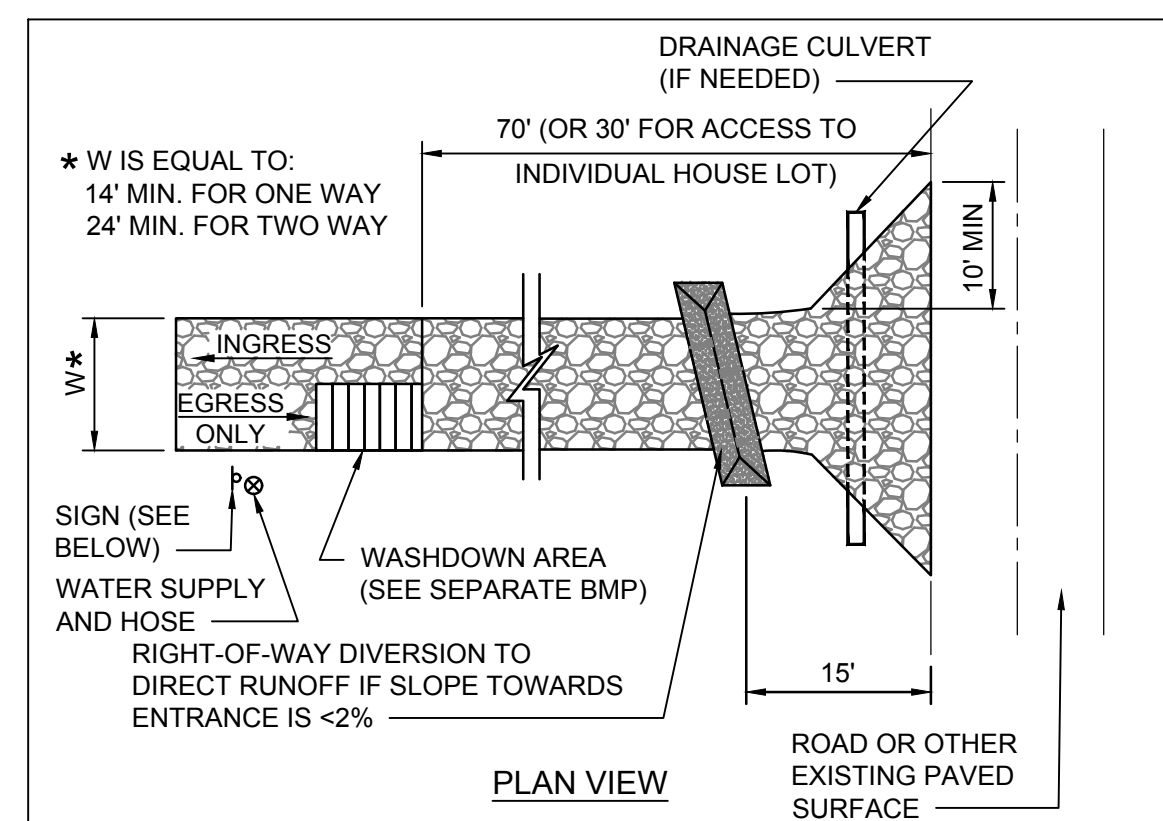 DRAINAGE CULVERT
(IF NEEDED)
70' (OR 30' FOR ACCESS TO
INDIVIDUAL HOUSE LOT)
* W IS EQUAL TO:
14' MIN. FOR ONE WAY
24' MIN. FOR TWO WAY
10' MIN
W*
INGRESS
EGRESS
ONLY
SIGN (SEE
BELOW)
WASHDOWN AREA
(SEE SEPARATE BMP)
WATER SUPPLY
AND HOSE
RIGHT-OF-WAY DIVERSION TO
DIRECT RUNOFF IF SLOPE TOWARDS
ENTRANCE IS <2%
15'
ROAD OR OTHER
EXISTING PAVED
SURFACE
PLAN VIEW